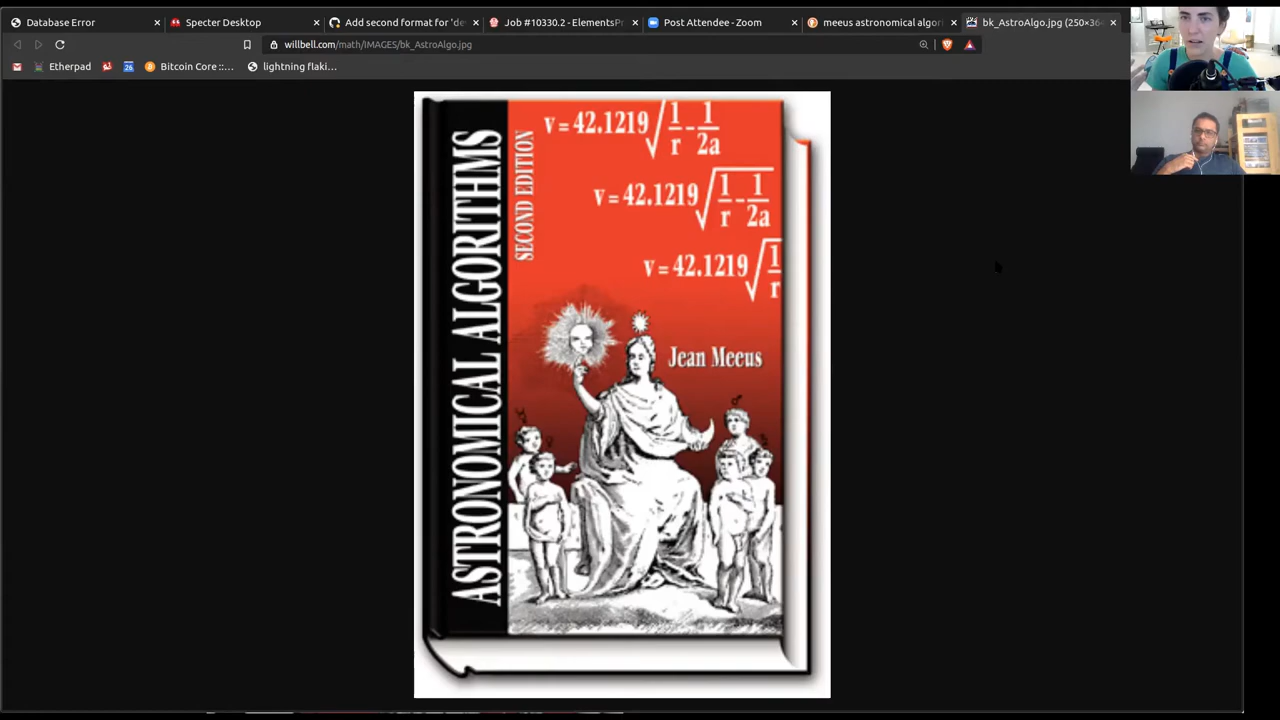 Database Error
Specter Desktop
Add second format for 'de
Job #10330.2 - ElementsPr
Post Attendee - Zoom
meeus astronomical algori
bk_AstroAlgo.jpg (250×36
willbell.com/math/IMAGES/bk_AstroAlgo.jpg
Etherpad
26
Bitcoin Core ::…
lightning flaki…
ASTRONOMICAL ALGORITHMS
SECOND EDITION
v = 42.1219 √ 1/r - 1/2a
v = 42.1219 √ 1/r - 1/2a
v = 42.1219 √ 1/r
Jean Meeus